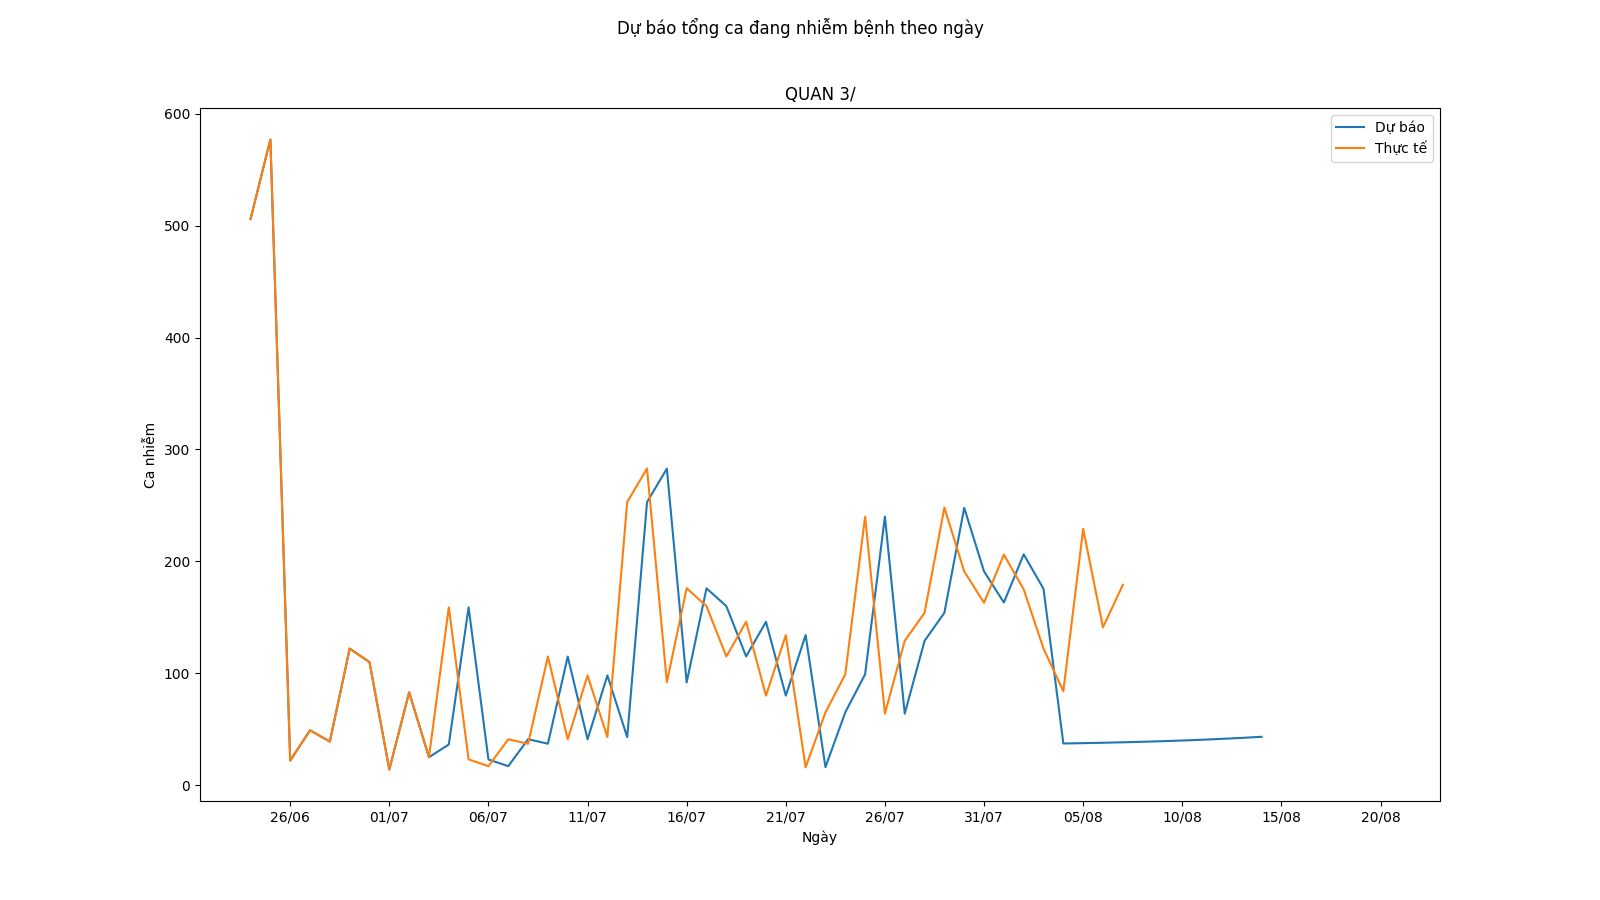 Dự báo tổng ca đang nhiễm bệnh theo ngày
QUAN 3/
Dự báo
Thực tế
600
500
400
300
200
100
0
Ca nhiễm
26/06 01/07 06/07 11/07 16/07 21/07 26/07 31/07 05/08 10/08 15/08 20/08
Ngày